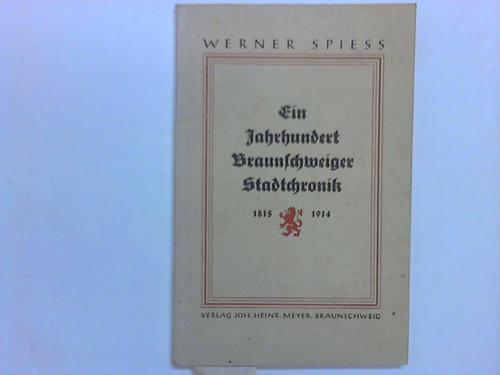 WERNER SPIESS
Ein
Jahrhundert
Braunſchweiger
Stadtchronik
1815 1914
VERLAG JOH. HEINR. MEYER, BRAUNSCHWEIG